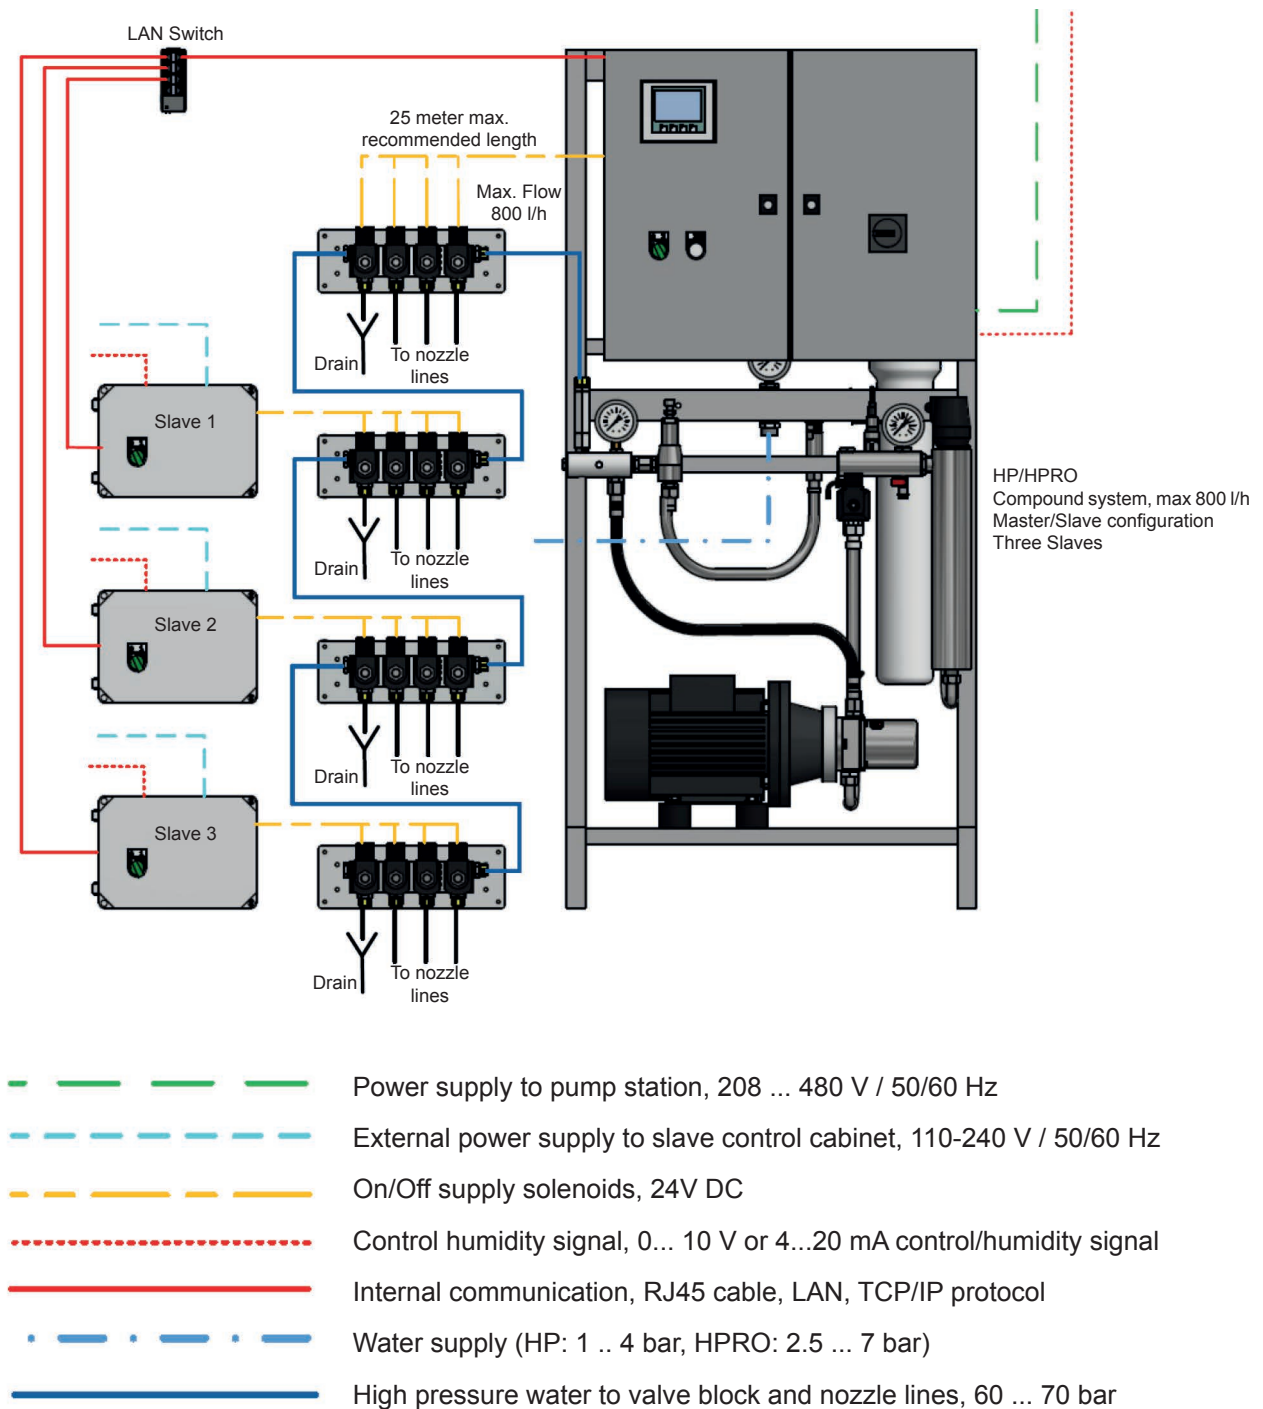 LAN Switch
25 meter max.
recommended length
Max. Flow
800 l/h
Drain
To nozzle
lines
Slave 1
Drain
To nozzle
lines
HP/HPRO
Compound system, max 800 l/h
Master/Slave configuration
Three Slaves
Slave 2
Drain
To nozzle
lines
Slave 3
Drain
To nozzle
lines
Power supply to pump station, 208 ... 480 V / 50/60 Hz
External power supply to slave control cabinet, 110-240 V / 50/60 Hz
On/Off supply solenoids, 24V DC
Control humidity signal, 0... 10 V or 4...20 mA control/humidity signal
Internal communication, RJ45 cable, LAN, TCP/IP protocol
Water supply (HP: 1 .. 4 bar, HPRO: 2.5 ... 7 bar)
High pressure water to valve block and nozzle lines, 60 ... 70 bar